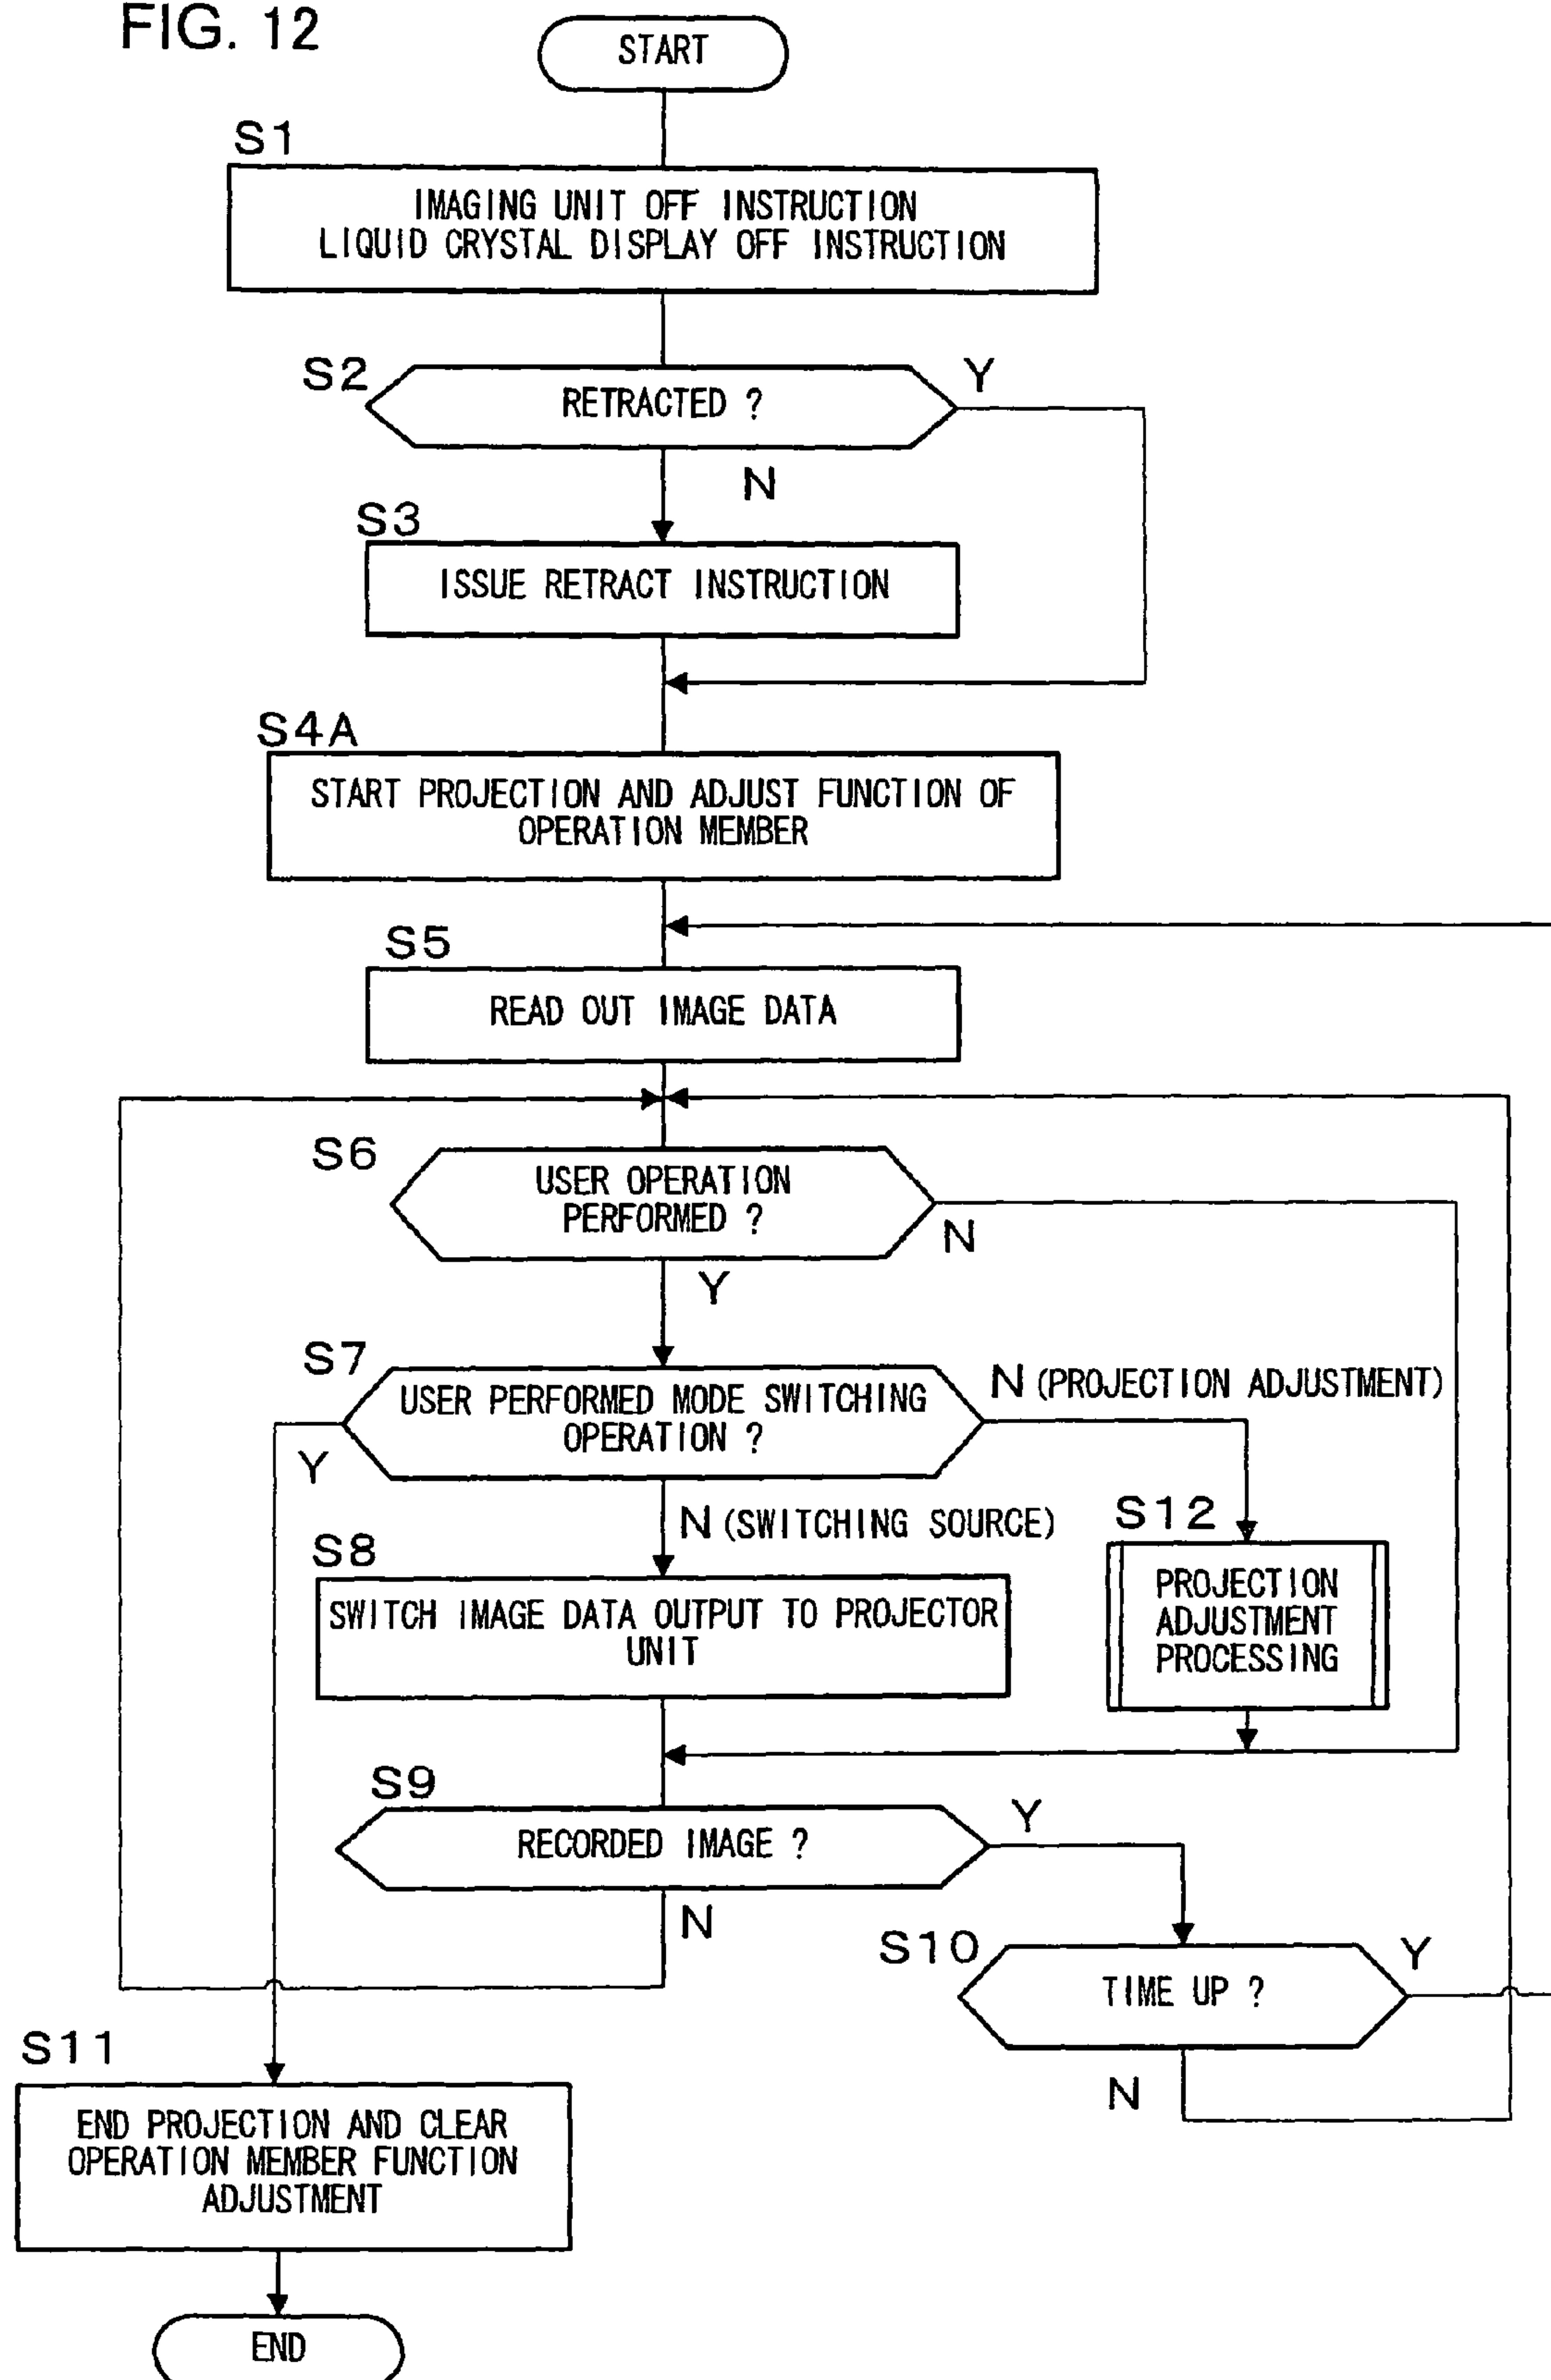 FIG. 12
START
S1
IMAGING UNIT OFF INSTRUCTION
LIQUID CRYSTAL DISPLAY OFF INSTRUCTION
S2
RETRACTED ?
Y
N
S3
ISSUE RETRACT INSTRUCTION
S4A
START PROJECTION AND ADJUST FUNCTION OF
OPERATION MEMBER
S5
READ OUT IMAGE DATA
S6
USER OPERATION
PERFORMED ?
N
Y
S7
USER PERFORMED MODE SWITCHING
OPERATION ?
N (PROJECTION ADJUSTMENT)
Y
N (SWITCHING SOURCE)
S12
PROJECTION
ADJUSTMENT
PROCESSING
S8
SWITCH IMAGE DATA OUTPUT TO PROJECTOR
UNIT
S9
RECORDED IMAGE ?
Y
N
S10
TIME UP ?
Y
N
S11
END PROJECTION AND CLEAR
OPERATION MEMBER FUNCTION
ADJUSTMENT
END